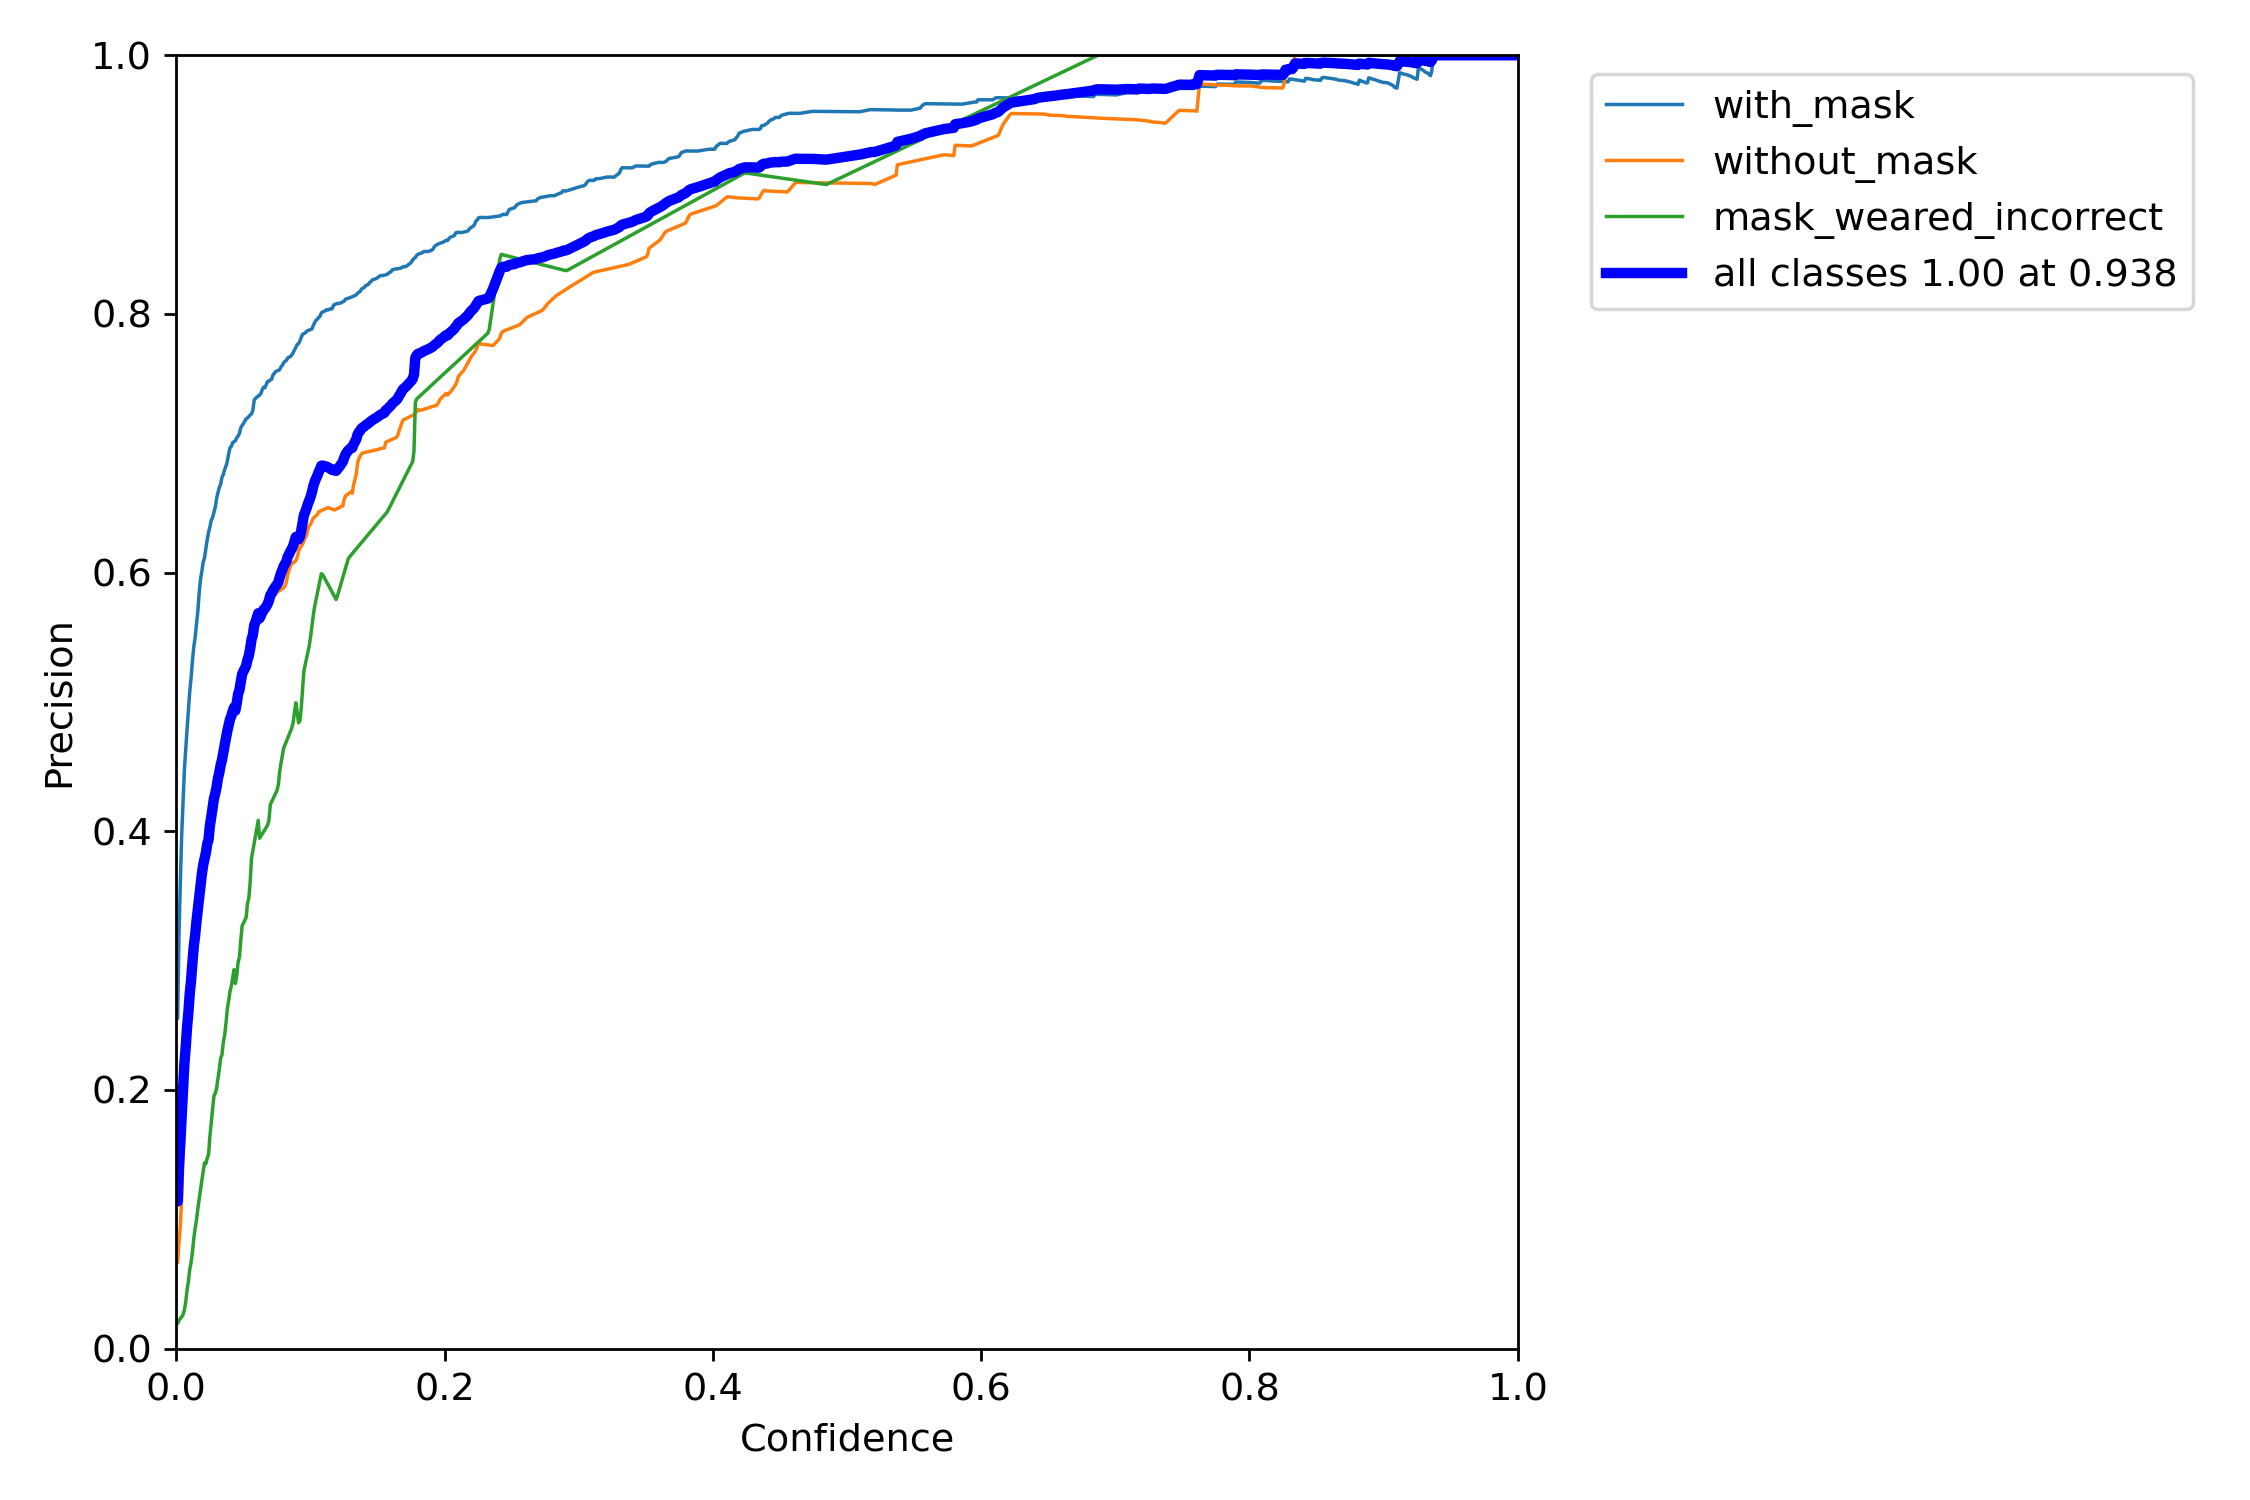 1.0
0.8
0.6
0.4
0.2
0.0
Precision
0.0 0.2 0.4 0.6 0.8 1.0
Confidence
with_mask
without_mask
mask_weared_incorrect
all classes 1.00 at 0.938